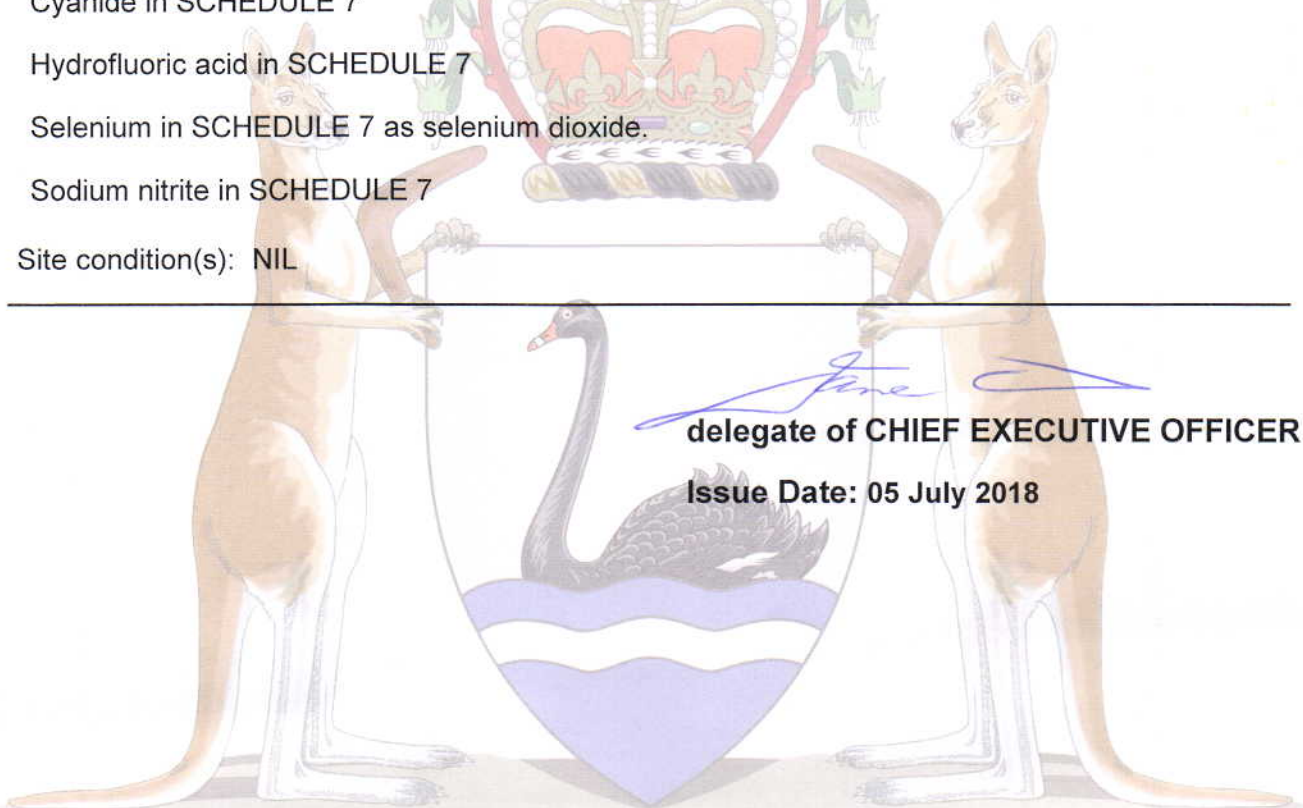 Cyanide in SCHEDULE 7
Hydrofluoric acid in SCHEDULE 7
Selenium in SCHEDULE 7 as selenium dioxide.
Sodium nitrite in SCHEDULE 7
Site condition(s): NIL
Jane
delegate of CHIEF EXECUTIVE OFFICER
Issue Date: 05 July 2018